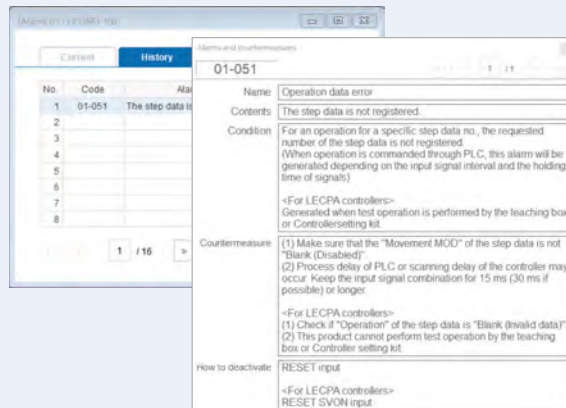 Current
History
No.
Code
1
01-051
The step data is
2
3
4
5
6
7
8
1 / 16 >
Alarms and countermeasures
01-051
1 / 1
Name
Operation data error
Contents
The step data is not registered.
Condition
For an operation for a specific step data no., the requested
number of the step data is not registered.
(When operation is commanded through PLC, this alarm will be
generated depending on the input signal interval and the holding
time of signals)
<For LECPA controllers>
Generated when test operation is performed by the teaching box
or Controllersetting kit.
Countermeasure
(1) Make sure that the "Movement MOD" of the step data is not
"Blank (Disabled)".
(2) Process delay of PLC or scanning delay of the controller may
occur. Keep the input signal combination for 15 ms (30 ms if
possible) or longer.
<For LECPA controllers>
(1) Check if "Operation" of the step data is "Blank (Invalid data)"
(2) This product cannot perform test operation by the teaching
box or Controller setting kit.
How to deactivate
RESET input
<For LECPA controllers>
RESET SVON input